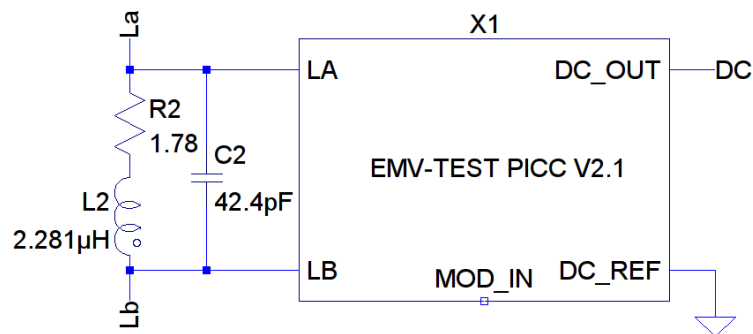 La
X1
LA
DC_OUT
DC
R2
1.78
C2
EMV-TEST PICC V2.1
42.4pF
L2
2.281µH
LB
MOD_IN
DC_REF
Lb